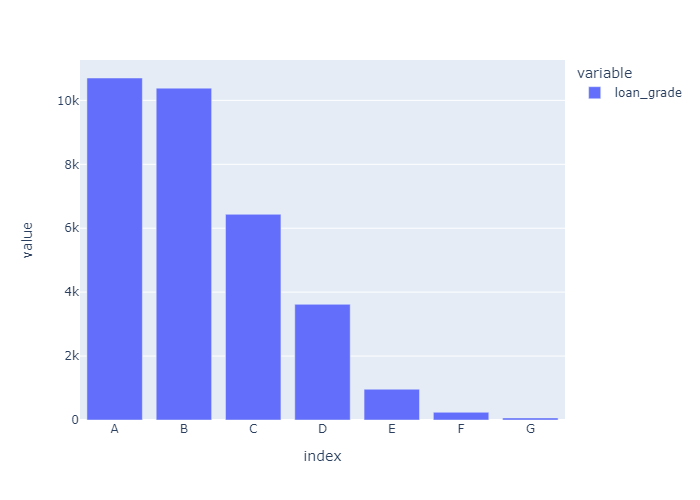 variable
loan_grade
10k
8k
6k
4k
2k
0
value
A B C D E F G
index